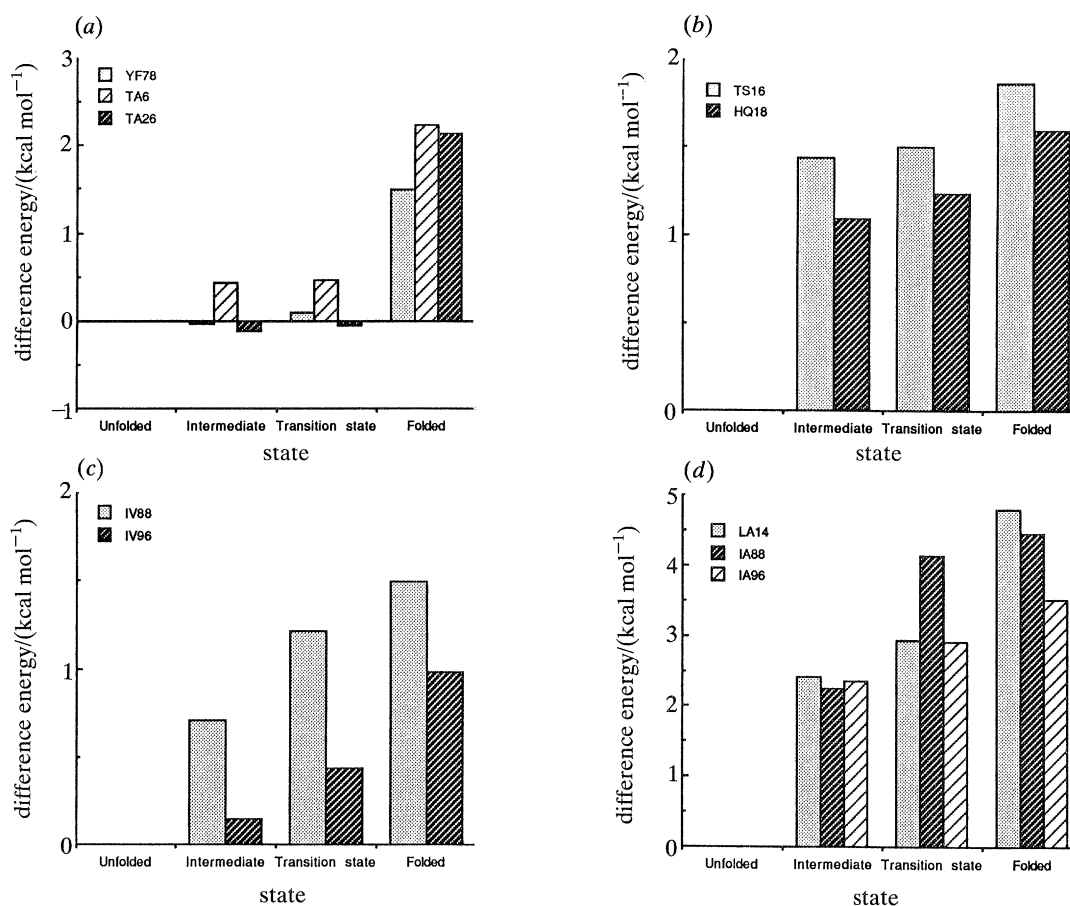 (a)
difference energy/(kcal mol⁻¹)
3
2
1
0
−1
YF78
TA6
TA26
Unfolded Intermediate Transition state Folded
state
(b)
difference energy/(kcal mol⁻¹)
2
1
0
TS16
HQ18
Unfolded Intermediate Transition state Folded
state
(c)
difference energy/(kcal mol⁻¹)
2
1
0
IV88
IV96
Unfolded Intermediate Transition state Folded
state
(d)
difference energy/(kcal mol⁻¹)
5
4
3
2
1
0
LA14
IA88
IA96
Unfolded Intermediate Transition state Folded
state